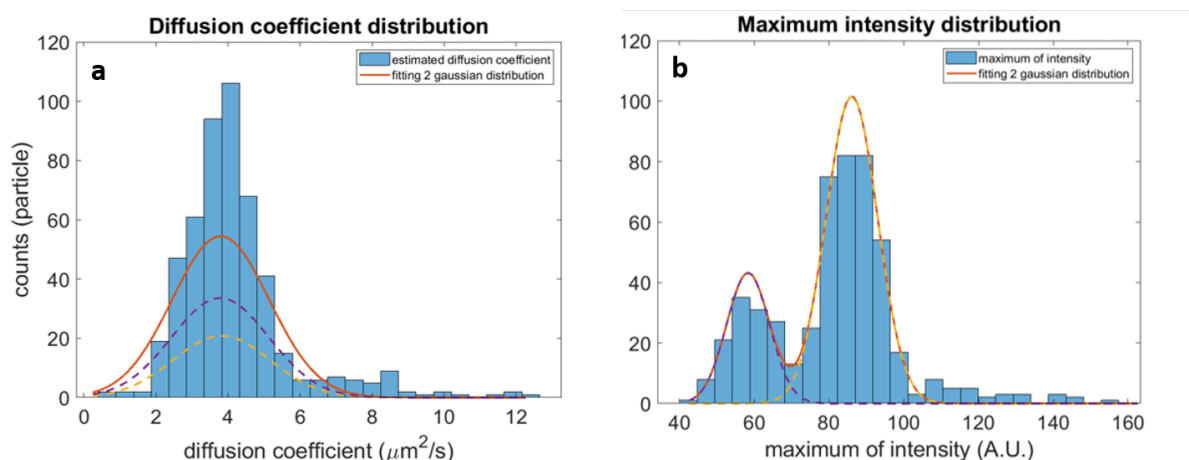 Diffusion coefficient distribution
120
100
80
60
40
20
0
counts (particle)
a
estimated diffusion coefficient
fitting 2 gaussian distribution
0 2 4 6 8 10 12
diffusion coefficient (μm²/s)
Maximum intensity distribution
120
100
80
60
40
20
0
b
maximum of intensity
fitting 2 gaussian distribution
40 60 80 100 120 140 160
maximum of intensity (A.U.)